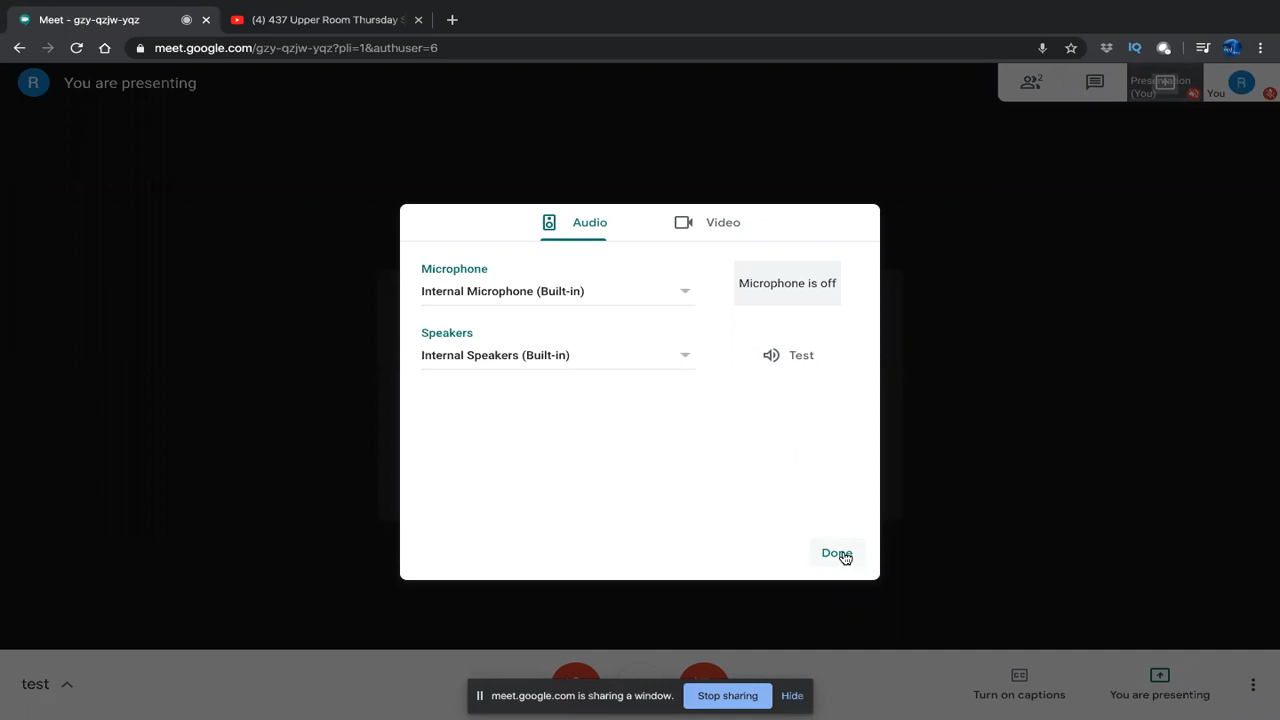 Meet - gzy-qzjw-yqz
(4) 437 Upper Room Thursday
meet.google.com/gzy-qzjw-yqz?pli=1&authuser=6
R
You are presenting
2
Presentation
(You)
You
R
Audio
Video
Microphone
Internal Microphone (Built-in)
Microphone is off
Speakers
Internal Speakers (Built-in)
Test
Done
test
meet.google.com is sharing a window.
Stop sharing
Hide
CC
Turn on captions
You are presenting
IQ